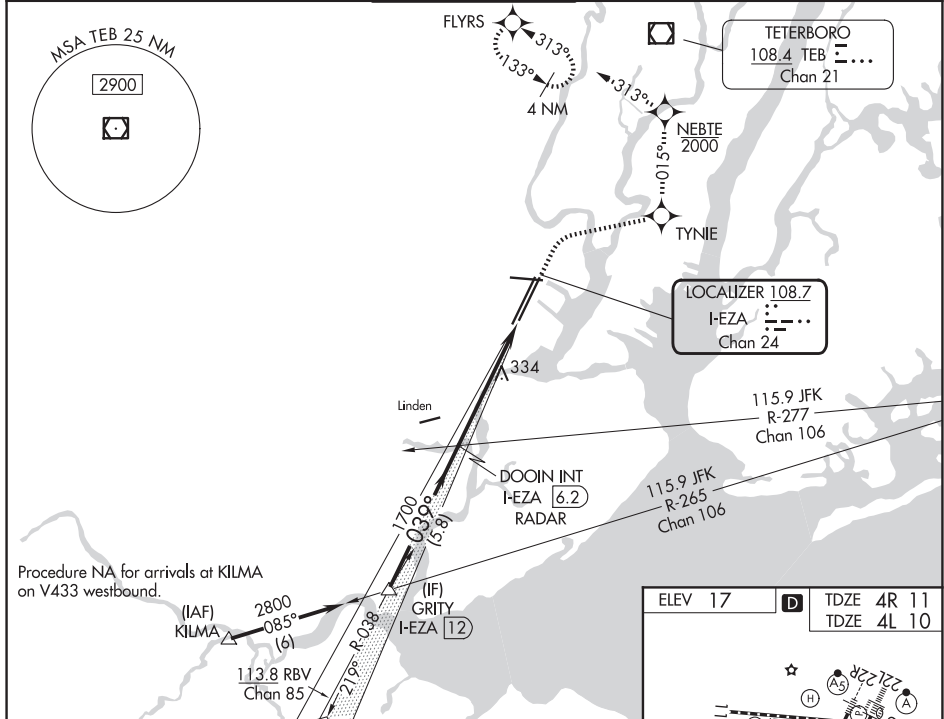 MSA TEB 25 NM
2900
FLYRS
313°
133°
4 NM
313°
NEBTE
2000
015°
TYNIE
TETERBORO
108.4 TEB
Chan 21
LOCALIZER 108.7
I-EZA
Chan 24
334
Linden
115.9 JFK
R-277
Chan 106
DOOIN INT
I-EZA 6.2
RADAR
115.9 JFK
R-265
Chan 106
1700
039°
(5.8)
Procedure NA for arrivals at KILMA
on V433 westbound.
(IAF)
KILMA
2800
085°
(6)
(IF)
GRITY
I-EZA 12
R-038
219°
113.8 RBV
Chan 85
ELEV 17
D
TDZE 4R 11
TDZE 4L 10
H
A5
22R
22L
A